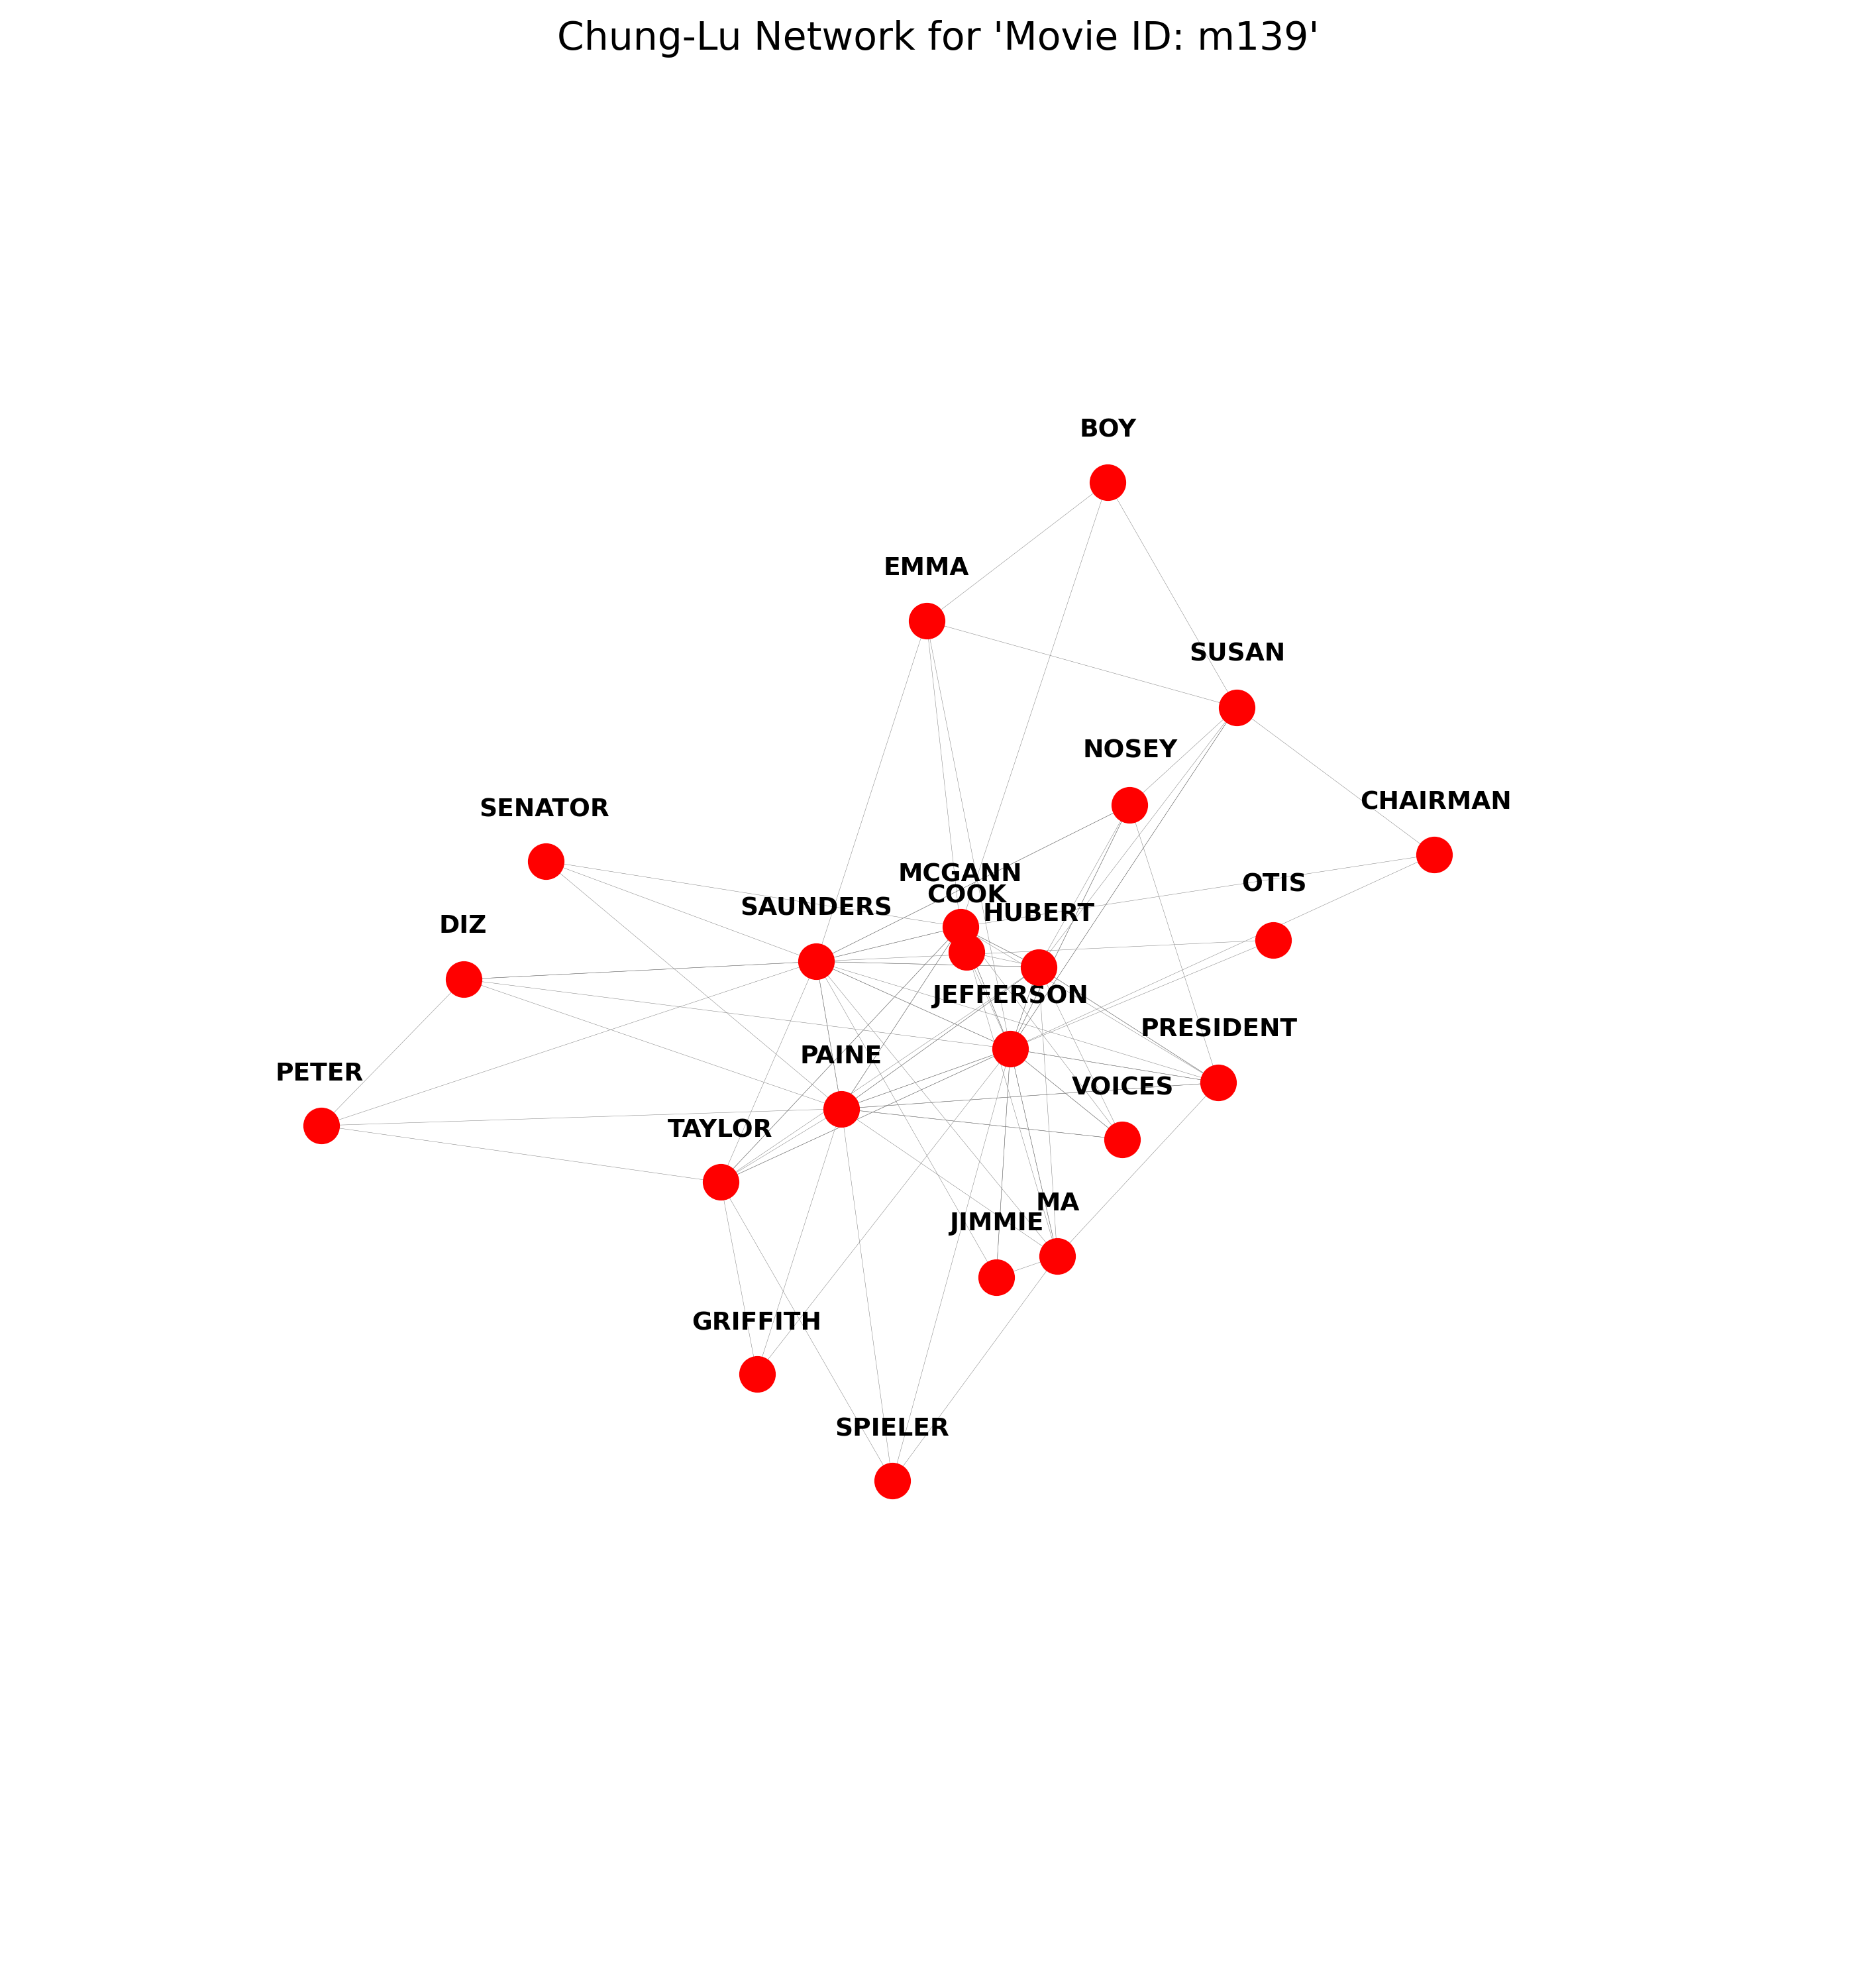 Chung-Lu Network for 'Movie ID: m139'
BOY
EMMA
SUSAN
NOSEY
CHAIRMAN
SENATOR
MCGANN
OTIS
COOK
SAUNDERS
HUBERT
DIZ
JEFFERSON
PRESIDENT
PAINE
PETER
VOICES
TAYLOR
MA
JIMMIE
GRIFFITH
SPIELER